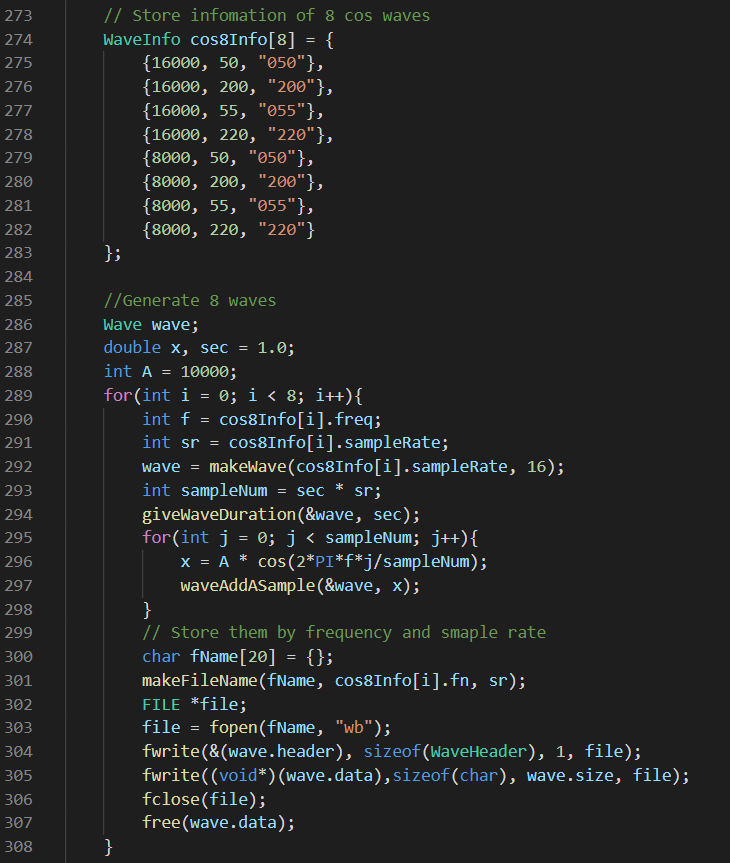 273 // Store infomation of 8 cos waves
274 WaveInfo cos8Info[8] = {
275 {16000, 50, "050"},
276 {16000, 200, "200"},
277 {16000, 55, "055"},
278 {16000, 220, "220"},
279 {8000, 50, "050"},
280 {8000, 200, "200"},
281 {8000, 55, "055"},
282 {8000, 220, "220"}
283 };
284
285 //Generate 8 waves
286 Wave wave;
287 double x, sec = 1.0;
288 int A = 10000;
289 for(int i = 0; i < 8; i++){
290 int f = cos8Info[i].freq;
291 int sr = cos8Info[i].sampleRate;
292 wave = makeWave(cos8Info[i].sampleRate, 16);
293 int sampleNum = sec * sr;
294 giveWaveDuration(&wave, sec);
295 for(int j = 0; j < sampleNum; j++){
296 x = A * cos(2*PI*f*j/sampleNum);
297 waveAddASample(&wave, x);
298 }
299 // Store them by frequency and smaple rate
300 char fName[20] = {};
301 makeFileName(fName, cos8Info[i].fn, sr);
302 FILE *file;
303 file = fopen(fName, "wb");
304 fwrite(&(wave.header), sizeof(WaveHeader), 1, file);
305 fwrite((void*)(wave.data),sizeof(char), wave.size, file);
306 fclose(file);
307 free(wave.data);
308 }